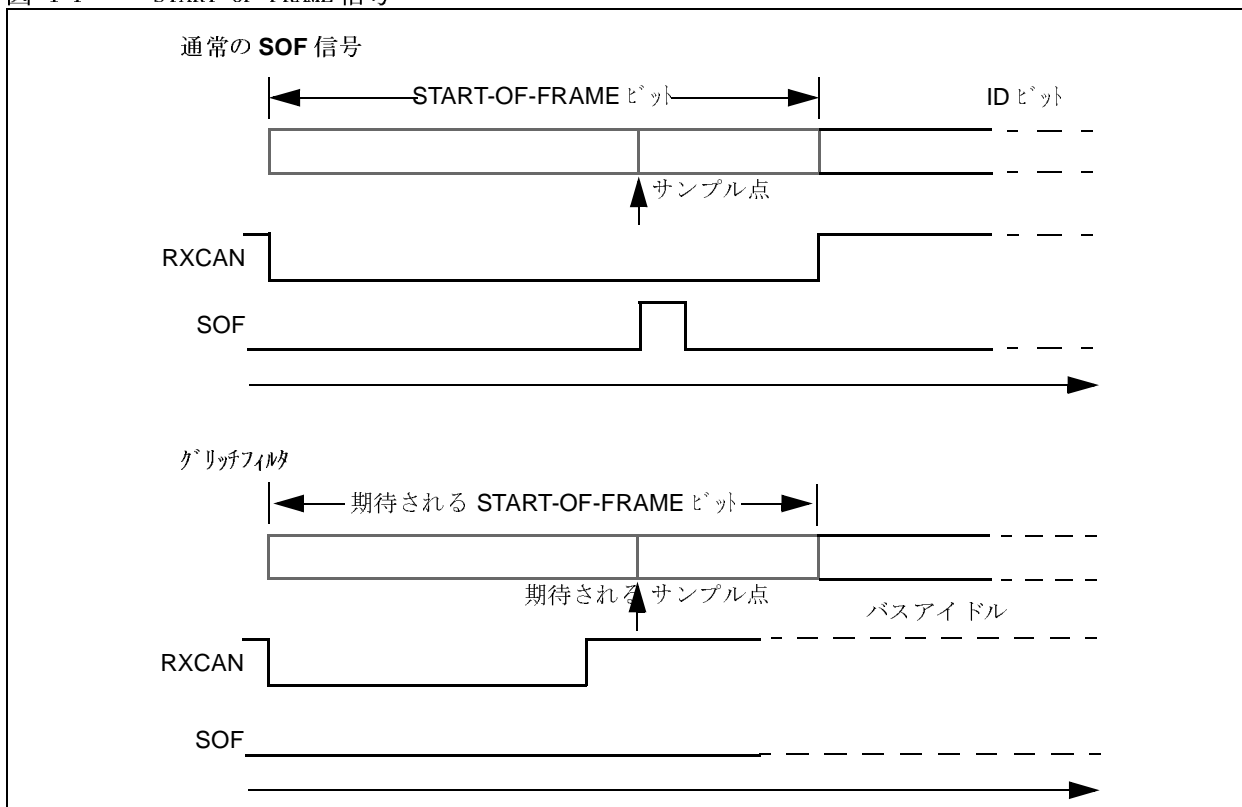 通常の SOF 信号
START-OF-FRAME ﾋﾞｯﾄ
ID ﾋﾞｯﾄ
サンプル点
RXCAN
SOF
ｸﾞﾘｯﾁﾌｨﾙﾀ
期待される START-OF-FRAME ﾋﾞｯﾄ
期待される サンプル点
バスアイドル
RXCAN
SOF